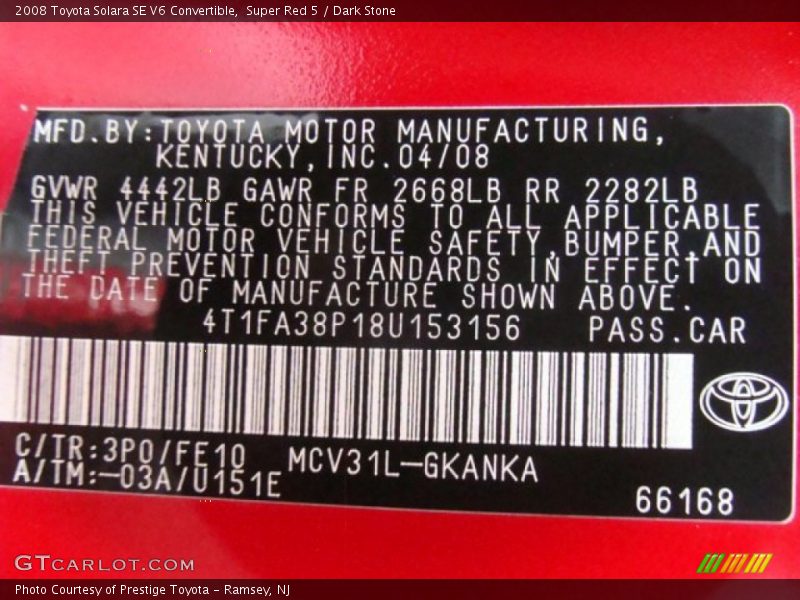 2008 Toyota Solara SE V6 Convertible,  Super Red 5 / Dark Stone
MFD.BY:TOYOTA MOTOR MANUFACTURING,
KENTUCKY,INC.04/08
GVWR 4442LB GAWR FR 2668LB RR 2282LB
THIS VEHICLE CONFORMS TO ALL APPLICABLE
FEDERAL MOTOR VEHICLE SAFETY,BUMPER,AND
THEFT PREVENTION STANDARDS IN EFFECT ON
THE DATE OF MANUFACTURE SHOWN ABOVE.
4T1FA38P18U153156 PASS.CAR
C/TR:3P0/FE10 MCV31L-GKANKA
A/TM:-03A/U151E
66168
GTCARLOT.COM
Photo Courtesy of Prestige Toyota - Ramsey, NJ